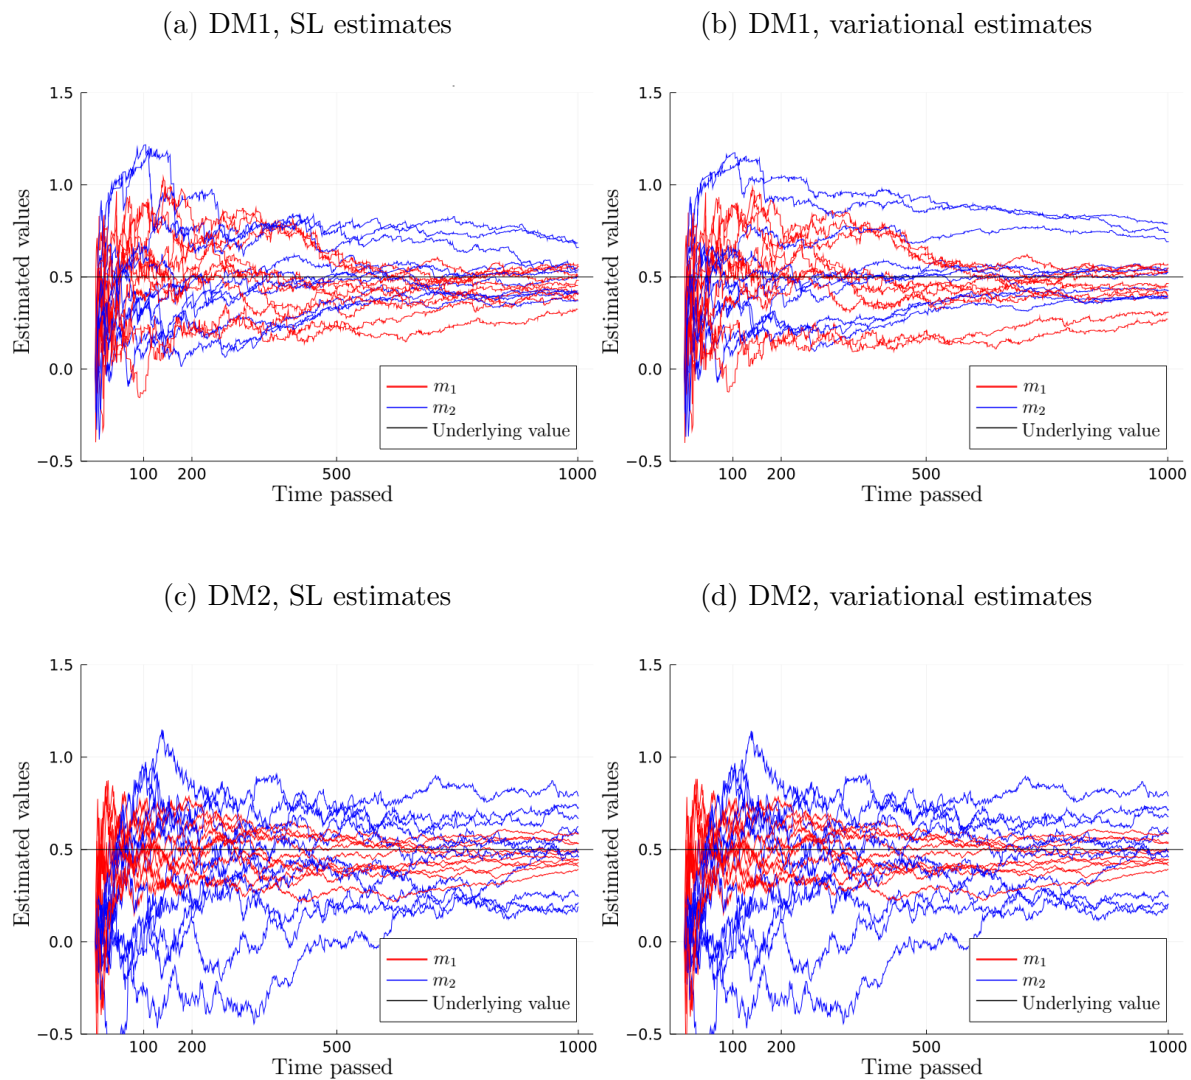 (a) DM1, SL estimates
(b) DM1, variational estimates
1.5
1.0
0.5
0.0
−0.5
Estimated values
100
200
500
1000
Time passed
m₁
m₂
Underlying value
1.5
1.0
0.5
0.0
−0.5
Estimated values
100
200
500
1000
Time passed
m₁
m₂
Underlying value
(c) DM2, SL estimates
(d) DM2, variational estimates
1.5
1.0
0.5
0.0
−0.5
Estimated values
100
200
500
1000
Time passed
m₁
m₂
Underlying value
1.5
1.0
0.5
0.0
−0.5
Estimated values
100
200
500
1000
Time passed
m₁
m₂
Underlying value